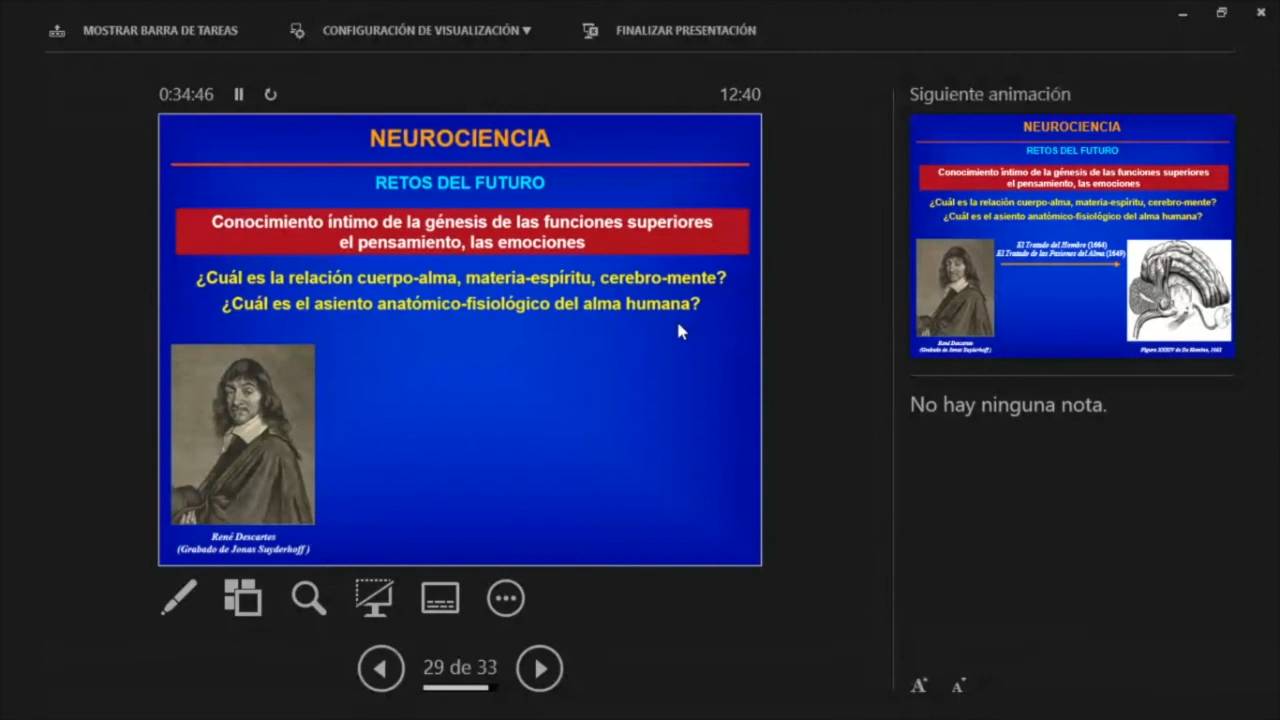 MOSTRAR BARRA DE TAREAS
CONFIGURACIÓN DE VISUALIZACIÓN
FINALIZAR PRESENTACIÓN
0:34:46
12:40
NEUROCIENCIA
RETOS DEL FUTURO
Conocimiento íntimo de la génesis de las funciones superiores
el pensamiento, las emociones
¿Cuál es la relación cuerpo-alma, materia-espíritu, cerebro-mente?
¿Cuál es el asiento anatómico-fisiológico del alma humana?
René Descartes
(Grabado de Jonas Suyderhoff)
29 de 33
Siguiente animación
NEUROCIENCIA
RETOS DEL FUTURO
Conocimiento íntimo de la génesis de las funciones superiores
el pensamiento, las emociones
¿Cuál es la relación cuerpo-alma, materia-espíritu, cerebro-mente?
¿Cuál es el asiento anatómico-fisiológico del alma humana?
El Tratado del Hombre (1664)
El Tratado de las Pasiones del Alma (1649)
René Descartes
(Grabado de Jonas Suyderhoff)
No hay ninguna nota.
A A